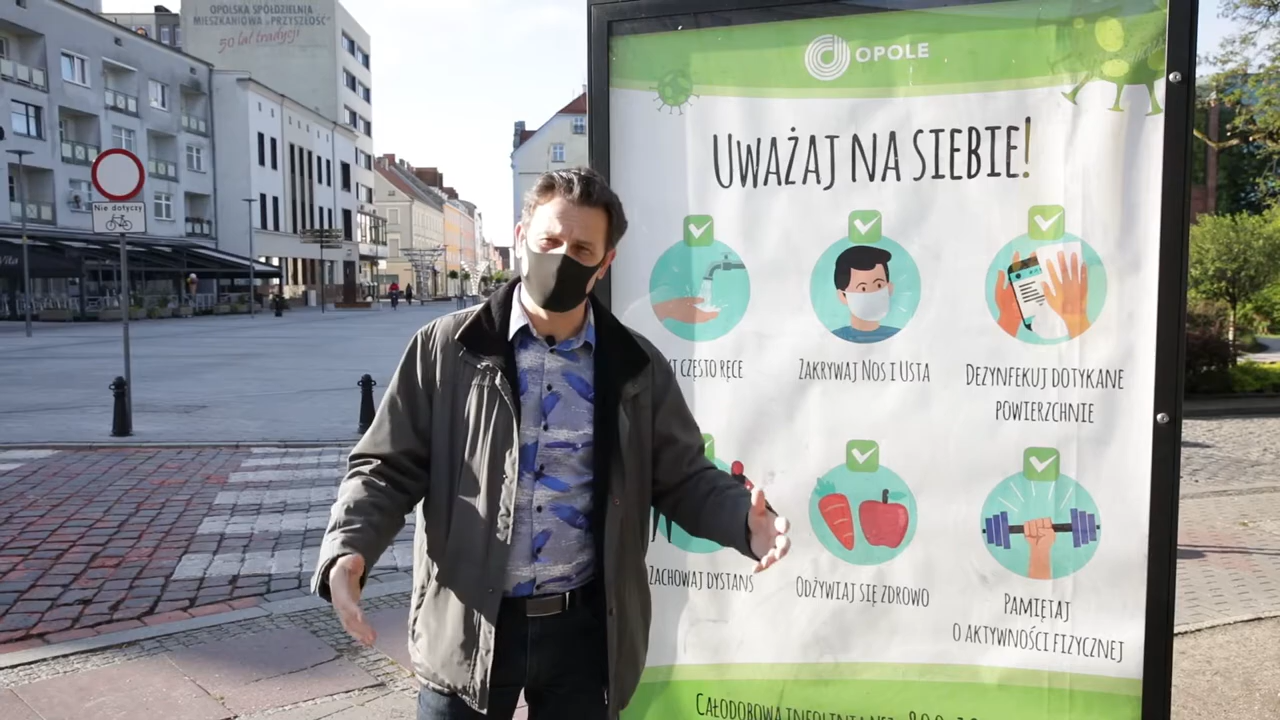 OPOLSKA SPÓŁDZIELNIA
MIESZKANIOWA „PRZYSZŁOŚĆ”
50 lat tradycji
Nie dotyczy
OPOLE
UWAŻAJ NA SIEBIE!
CZĘSTO RĘCE
ZAKRYWAJ NOS I USTA
DEZYNFEKUJ DOTYKANE
POWIERZCHNIE
ZACHOWAJ DYSTANS
ODŻYWIAJ SIĘ ZDROWO
PAMIĘTAJ
O AKTYWNOŚCI FIZYCZNEJ
CAŁODOBOWA INFOLINIA NFZ